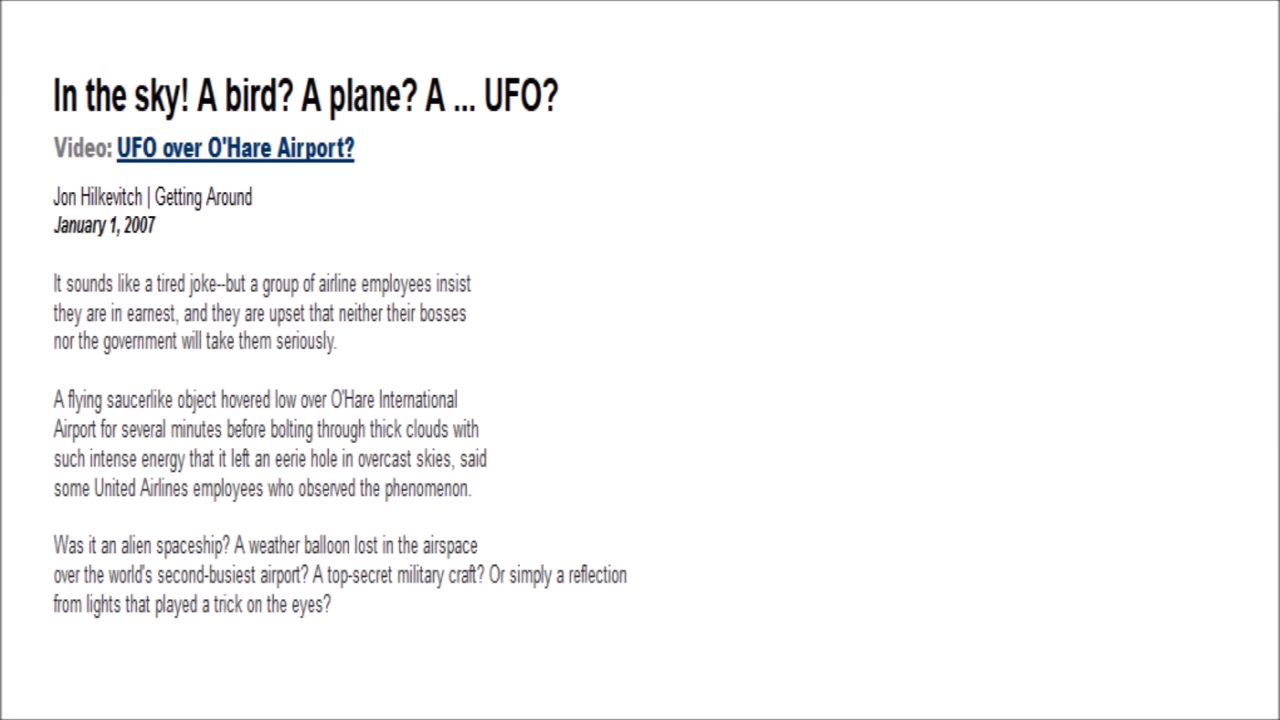 In the sky! A bird? A plane? A ... UFO?
Video: UFO over O'Hare Airport?
Jon Hilkevitch | Getting Around
January 1, 2007
It sounds like a tired joke--but a group of airline employees insist
they are in earnest, and they are upset that neither their bosses
nor the government will take them seriously.
A flying saucerlike object hovered low over O'Hare International
Airport for several minutes before bolting through thick clouds with
such intense energy that it left an eerie hole in overcast skies, said
some United Airlines employees who observed the phenomenon.
Was it an alien spaceship? A weather balloon lost in the airspace
over the world's second-busiest airport? A top-secret military craft? Or simply a reflection
from lights that played a trick on the eyes?